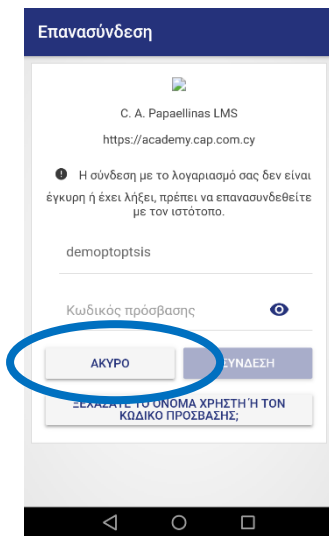 Επανασύνδεση
C. A. Papaellinas LMS
https://academy.cap.com.cy
Η σύνδεση με το λογαριασμό σας δεν είναι
έγκυρη ή έχει λήξει, πρέπει να επανασυνδεθείτε
με τον ιστότοπο.
demoptoptsis
Κωδικός πρόσβασης
ΑΚΥΡΟ ΣΥΝΔΕΣΗ
ΞΕΧΑΣΑΤΕ ΤΟ ΟΝΟΜΑ ΧΡΗΣΤΗ Ή ΤΟΝ
ΚΩΔΙΚΟ ΠΡΟΣΒΑΣΗΣ;